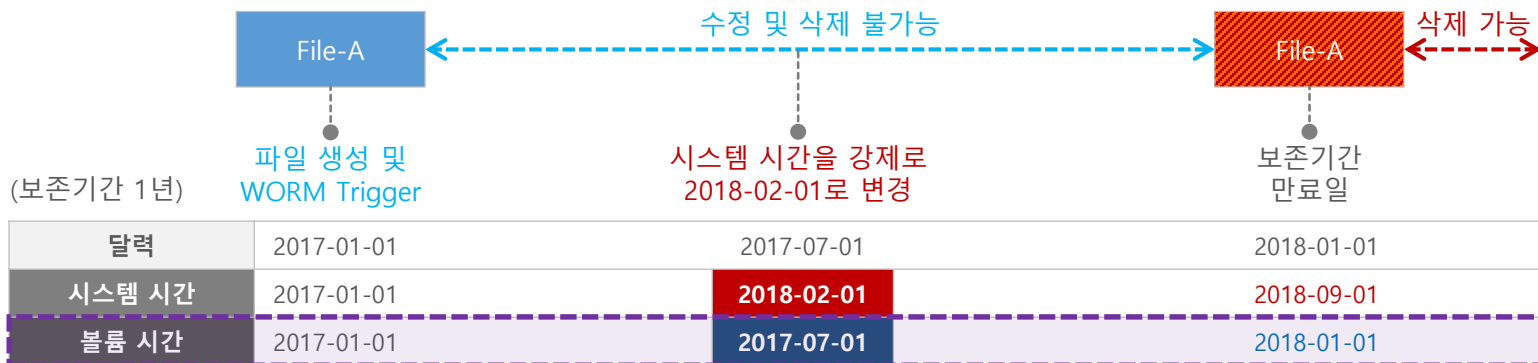 수정 및 삭제 불가능
삭제 가능
File-A
File-A
파일 생성 및
WORM Trigger
시스템 시간을 강제로
2018-02-01로 변경
보존기간
만료일
(보존기간 1년)
달력 2017-01-01 2017-07-01 2018-01-01
시스템 시간 2017-01-01 2018-02-01 2018-09-01
볼륨 시간 2017-01-01 2017-07-01 2018-01-01